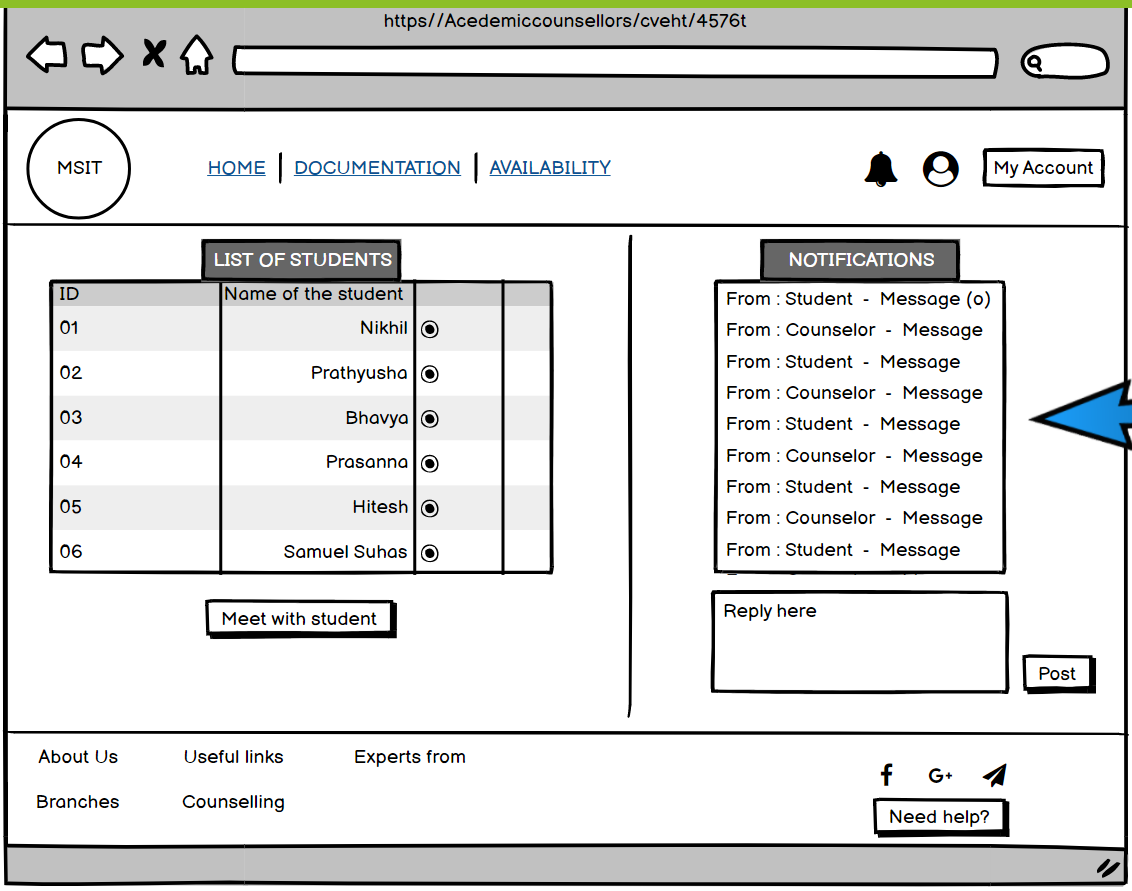 https//Acedemiccounsellors/cveht/4576t
MSIT
HOME
DOCUMENTATION
AVAILABILITY
My Account
LIST OF STUDENTS
ID Name of the student
01 Nikhil
02 Prathyusha
03 Bhavya
04 Prasanna
05 Hitesh
06 Samuel Suhas
Meet with student
NOTIFICATIONS
From : Student - Message (o)
From : Counselor - Message
From : Student - Message
From : Counselor - Message
From : Student - Message
From : Counselor - Message
From : Student - Message
From : Counselor - Message
From : Student - Message
Reply here
Post
About Us Useful links Experts from
Branches Counselling
f G+
Need help?